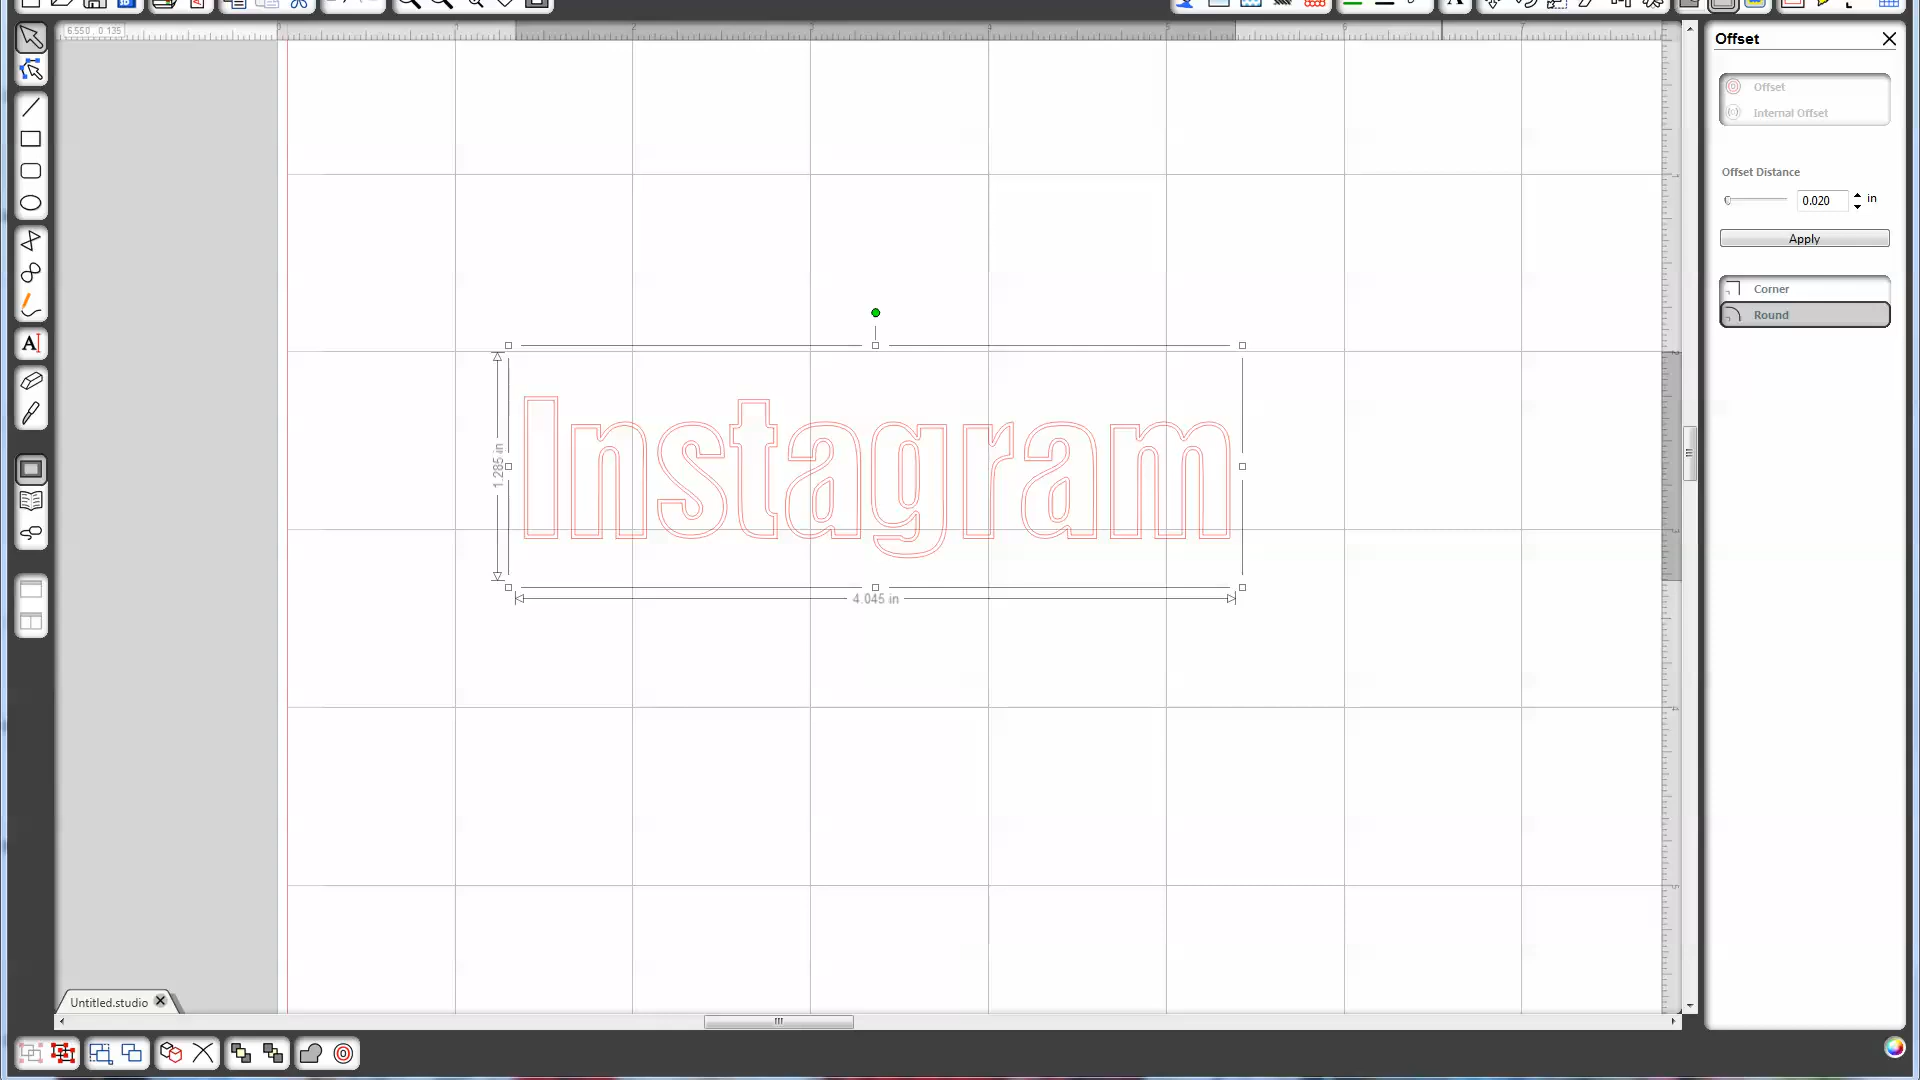 6.550 , 0.135
Offset
Offset
Internal Offset
Offset Distance
0.020
in
Apply
Corner
Round
1.285 in
Instagram
4.045 in
Untitled.studio